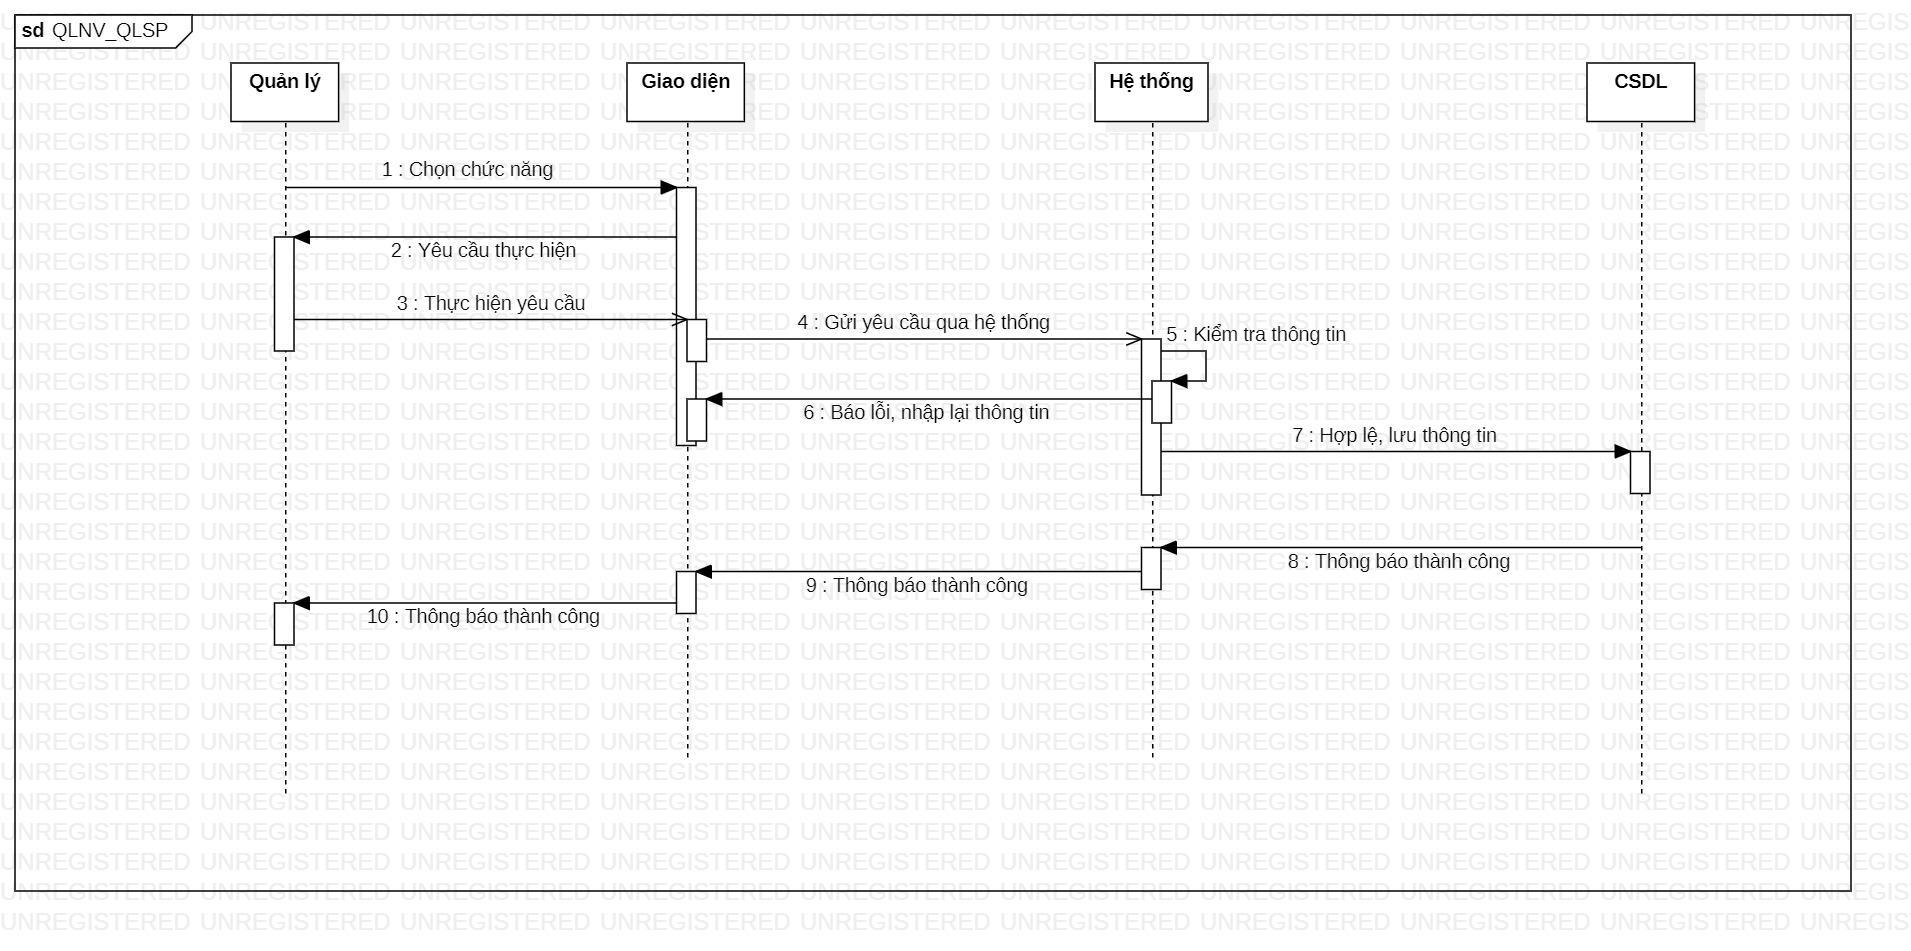 sd QLNV_QLSP
Quản lý
Giao diện
Hệ thống
CSDL
1 : Chọn chức năng
2 : Yêu cầu thực hiện
3 : Thực hiện yêu cầu
4 : Gửi yêu cầu qua hệ thống
5 : Kiểm tra thông tin
6 : Báo lỗi, nhập lại thông tin
7 : Hợp lệ, lưu thông tin
8 : Thông báo thành công
9 : Thông báo thành công
10 : Thông báo thành công
UNREGISTERED